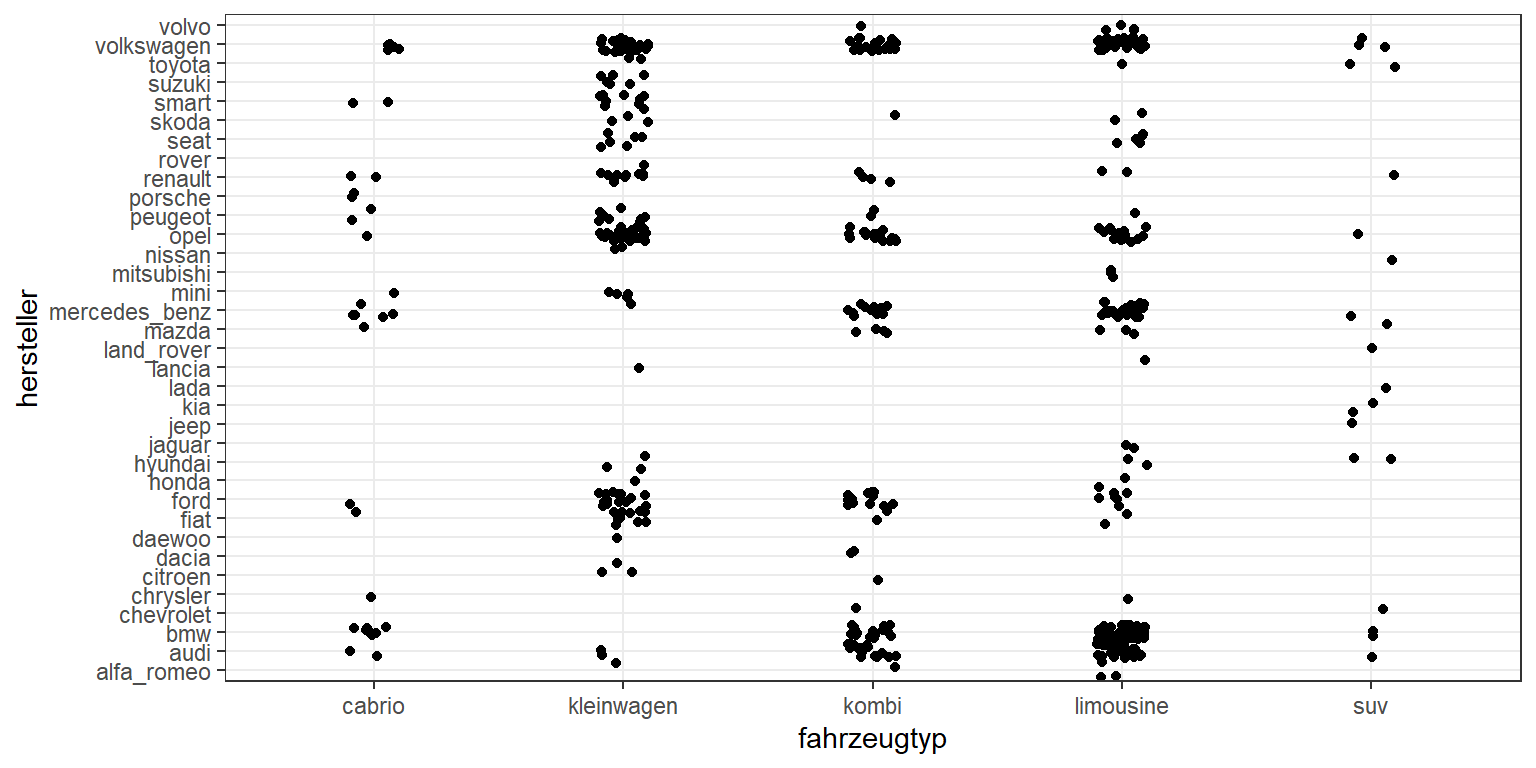 volvo
volkswagen
toyota
suzuki
smart
skoda
seat
rover
renault
porsche
peugeot
opel
nissan
mitsubishi
mini
mercedes_benz
mazda
land_rover
lancia
lada
kia
jeep
jaguar
hyundai
honda
ford
fiat
daewoo
dacia
citroen
chrysler
chevrolet
bmw
audi
alfa_romeo
hersteller
cabrio kleinwagen kombi limousine suv
fahrzeugtyp